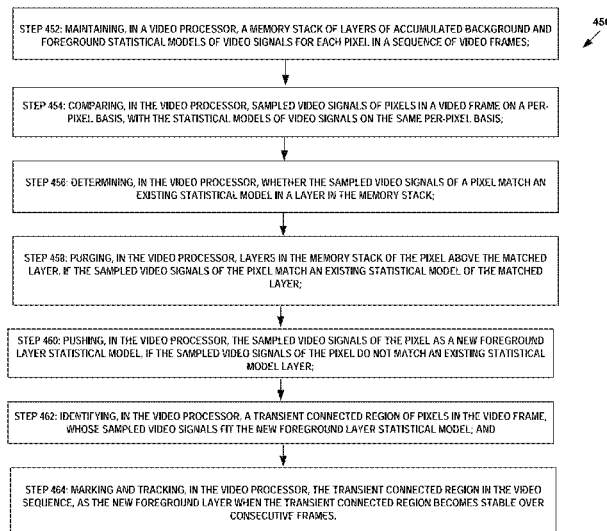 450
STEP 452: MAINTAINING, IN A VIDEO PROCESSOR, A MEMORY STACK OF LAYERS OF ACCUMULATED BACKGROUND AND
FOREGROUND STATISTICAL MODELS OF VIDEO SIGNALS FOR EACH PIXEL IN A SEQUENCE OF VIDEO FRAMES;
STEP 454: COMPARING, IN THE VIDEO PROCESSOR, SAMPLED VIDEO SIGNALS OF PIXELS IN A VIDEO FRAME ON A PER-
PIXEL BASIS, WITH THE STATISTICAL MODELS OF VIDEO SIGNALS ON THE SAME PER-PIXEL BASIS;
STEP 456: DETERMINING, IN THE VIDEO PROCESSOR, WHETHER THE SAMPLED VIDEO SIGNALS OF A PIXEL MATCH AN
EXISTING STATISTICAL MODEL IN A LAYER IN THE MEMORY STACK;
STEP 458: PURGING, IN THE VIDEO PROCESSOR, LAYERS IN THE MEMORY STACK OF THE PIXEL ABOVE THE MATCHED
LAYER, IF THE SAMPLED VIDEO SIGNALS OF THE PIXEL MATCH AN EXISTING STATISTICAL MODEL OF THE MATCHED
LAYER;
STEP 460: PUSHING, IN THE VIDEO PROCESSOR, THE SAMPLED VIDEO SIGNALS OF THE PIXEL AS A NEW FOREGROUND
LAYER STATISTICAL MODEL, IF THE SAMPLED VIDEO SIGNALS OF THE PIXEL DO NOT MATCH AN EXISTING STATISTICAL
MODEL LAYER;
STEP 462: IDENTIFYING, IN THE VIDEO PROCESSOR, A TRANSIENT CONNECTED REGION OF PIXELS IN THE VIDEO FRAME,
WHOSE SAMPLED VIDEO SIGNALS FIT THE NEW FOREGROUND LAYER STATISTICAL MODEL; AND
STEP 464: MARKING AND TRACKING, IN THE VIDEO PROCESSOR, THE TRANSIENT CONNECTED REGION IN THE VIDEO
SEQUENCE, AS THE NEW FOREGROUND LAYER WHEN THE TRANSIENT CONNECTED REGION BECOMES STABLE OVER
CONSECUTIVE FRAMES.